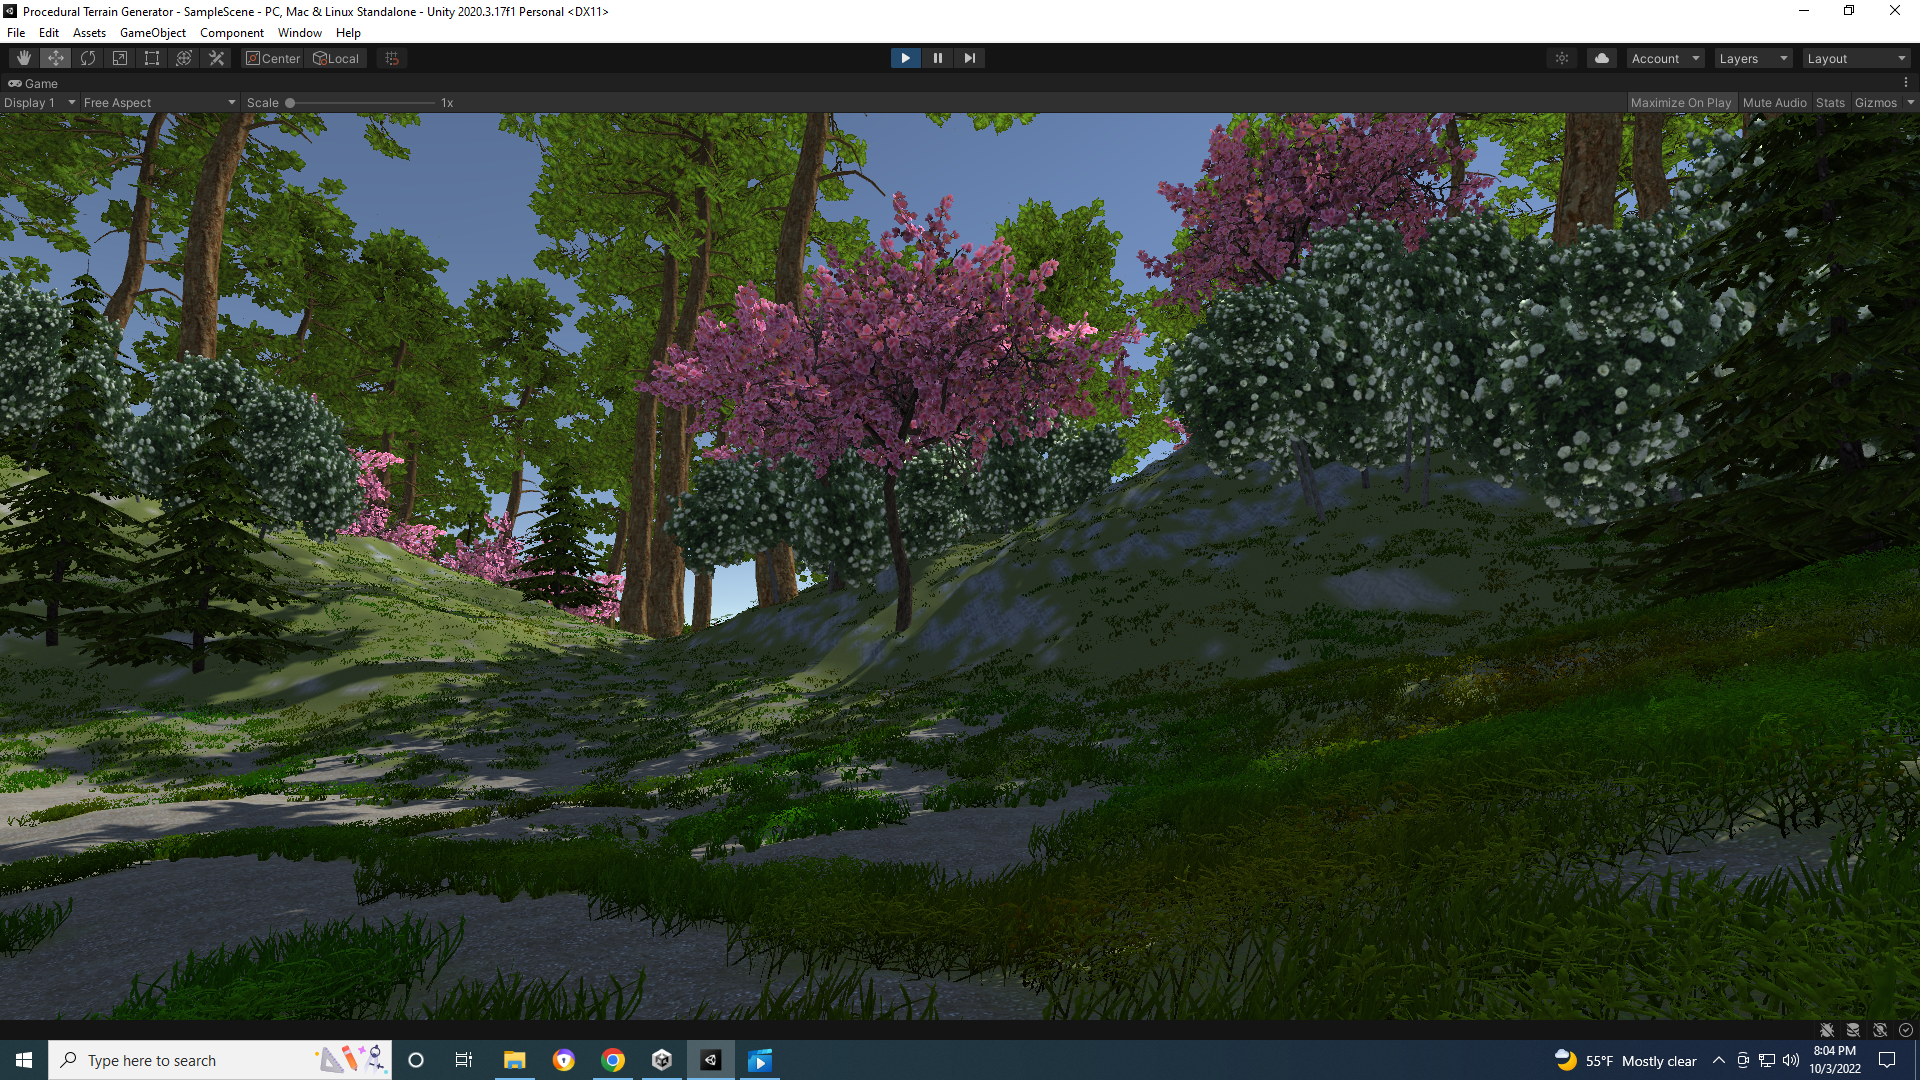 Procedural Terrain Generator - SampleScene - PC, Mac & Linux Standalone - Unity 2020.3.17f1 Personal <DX11>
File Edit Assets GameObject Component Window Help
Center Local Account Layers Layout
Game
Display 1 Free Aspect Scale 1x Maximize On Play Mute Audio Stats Gizmos
Type here to search
55°F Mostly clear
8:04 PM
10/3/2022